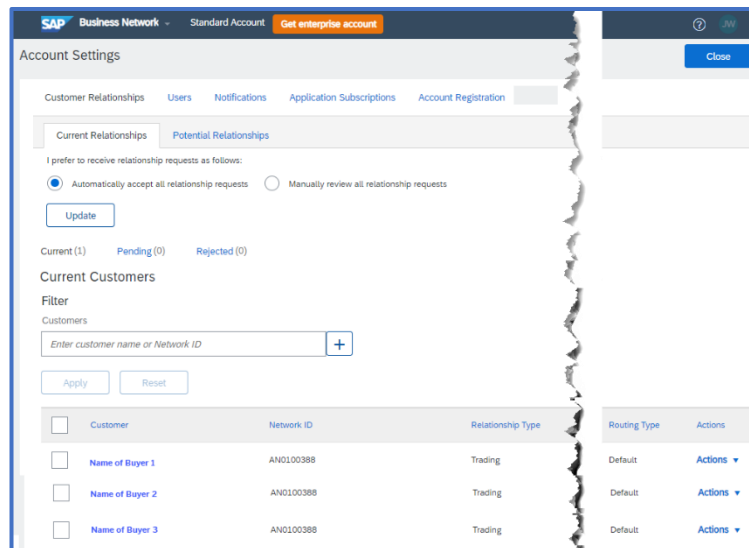 SAP Business Network Standard Account Get enterprise account ? JW
Account Settings Close
Customer Relationships Users Notifications Application Subscriptions Account Registration
Current Relationships Potential Relationships
I prefer to receive relationship requests as follows:
Automatically accept all relationship requests Manually review all relationship requests
Update
Current (1) Pending (0) Rejected (0)
Current Customers
Filter
Customers
Enter customer name or Network ID +
Apply Reset
Customer Network ID Relationship Type Routing Type Actions
Name of Buyer 1 AN0100388 Trading Default Actions
Name of Buyer 2 AN0100388 Trading Default Actions
Name of Buyer 3 AN0100388 Trading Default Actions